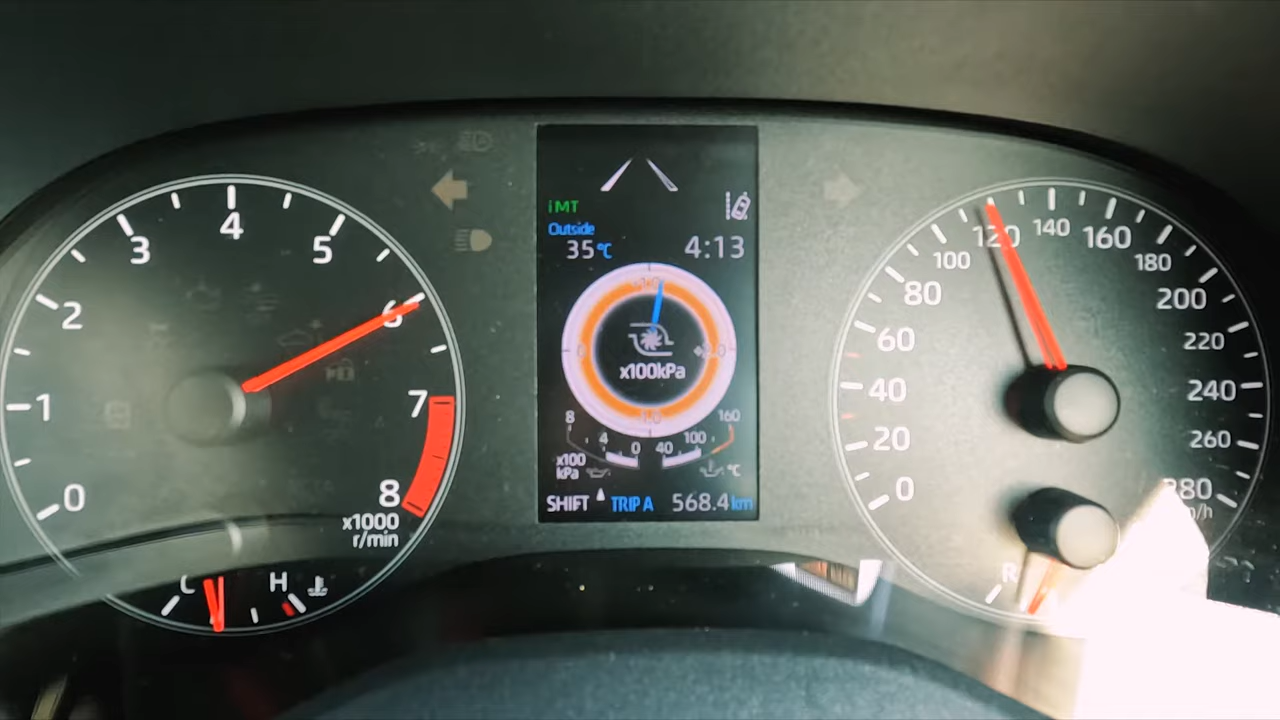 0
1
2
3
4
5
6
7
8
x1000
r/min
C
H
iMT
Outside
35°C
4:13
x100kPa
8
4
0
x100
kPa
40
100
160
°C
SHIFT
TRIP A
568.4km
0
20
40
60
80
100
120
140
160
180
200
220
240
260
280
R